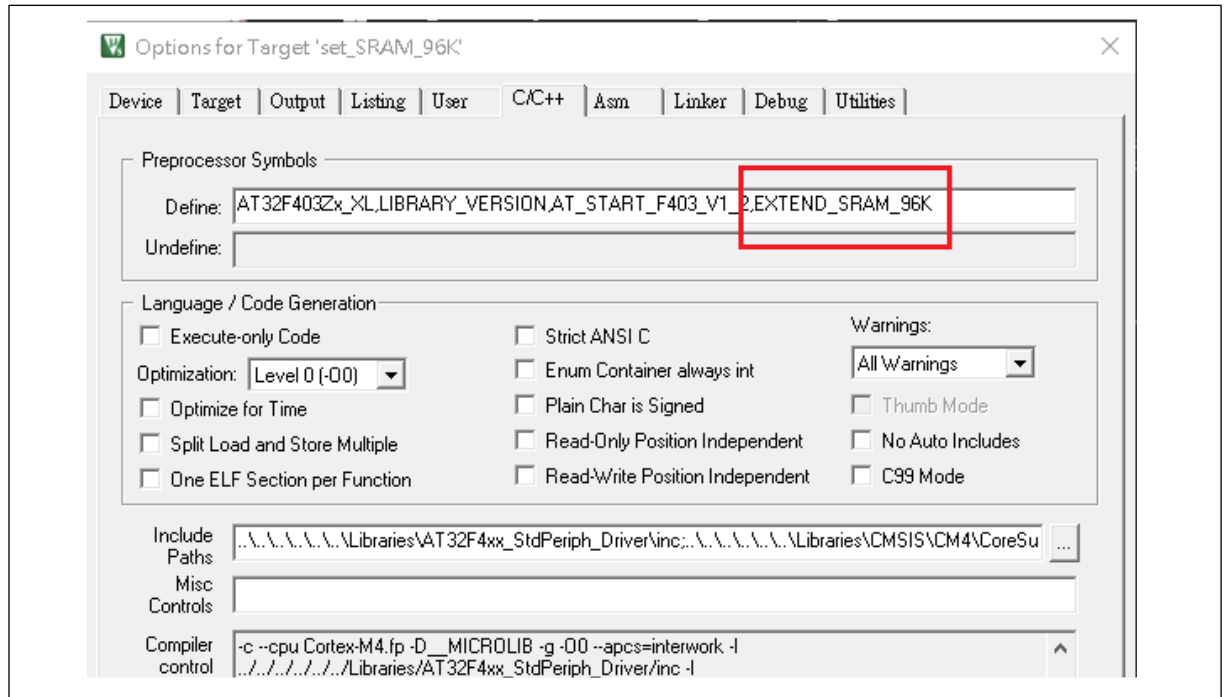 Options for Target 'set_SRAM_96K'
Device Target Output Listing User C/C++ Asm Linker Debug Utilities
Preprocessor Symbols
Define: AT32F403Zx_XL,LIBRARY_VERSION,AT_START_F403_V1_2,EXTEND_SRAM_96K
Undefine:
Language / Code Generation
Execute-only Code Strict ANSI C Warnings:
Optimization: Level 0 (-O0) Enum Container always int All Warnings
Optimize for Time Plain Char is Signed Thumb Mode
Split Load and Store Multiple Read-Only Position Independent No Auto Includes
One ELF Section per Function Read-Write Position Independent C99 Mode
Include Paths ..\..\..\..\..\..\Libraries\AT32F4xx_StdPeriph_Driver\inc;..\..\..\..\..\..\Libraries\CMSIS\CM4\CoreSu ...
Misc Controls
Compiler control -c --cpu Cortex-M4.fp -D__MICROLIB -g -O0 --apcs=interwork -I
../../../../../../Libraries/AT32F4xx_StdPeriph_Driver/inc -I